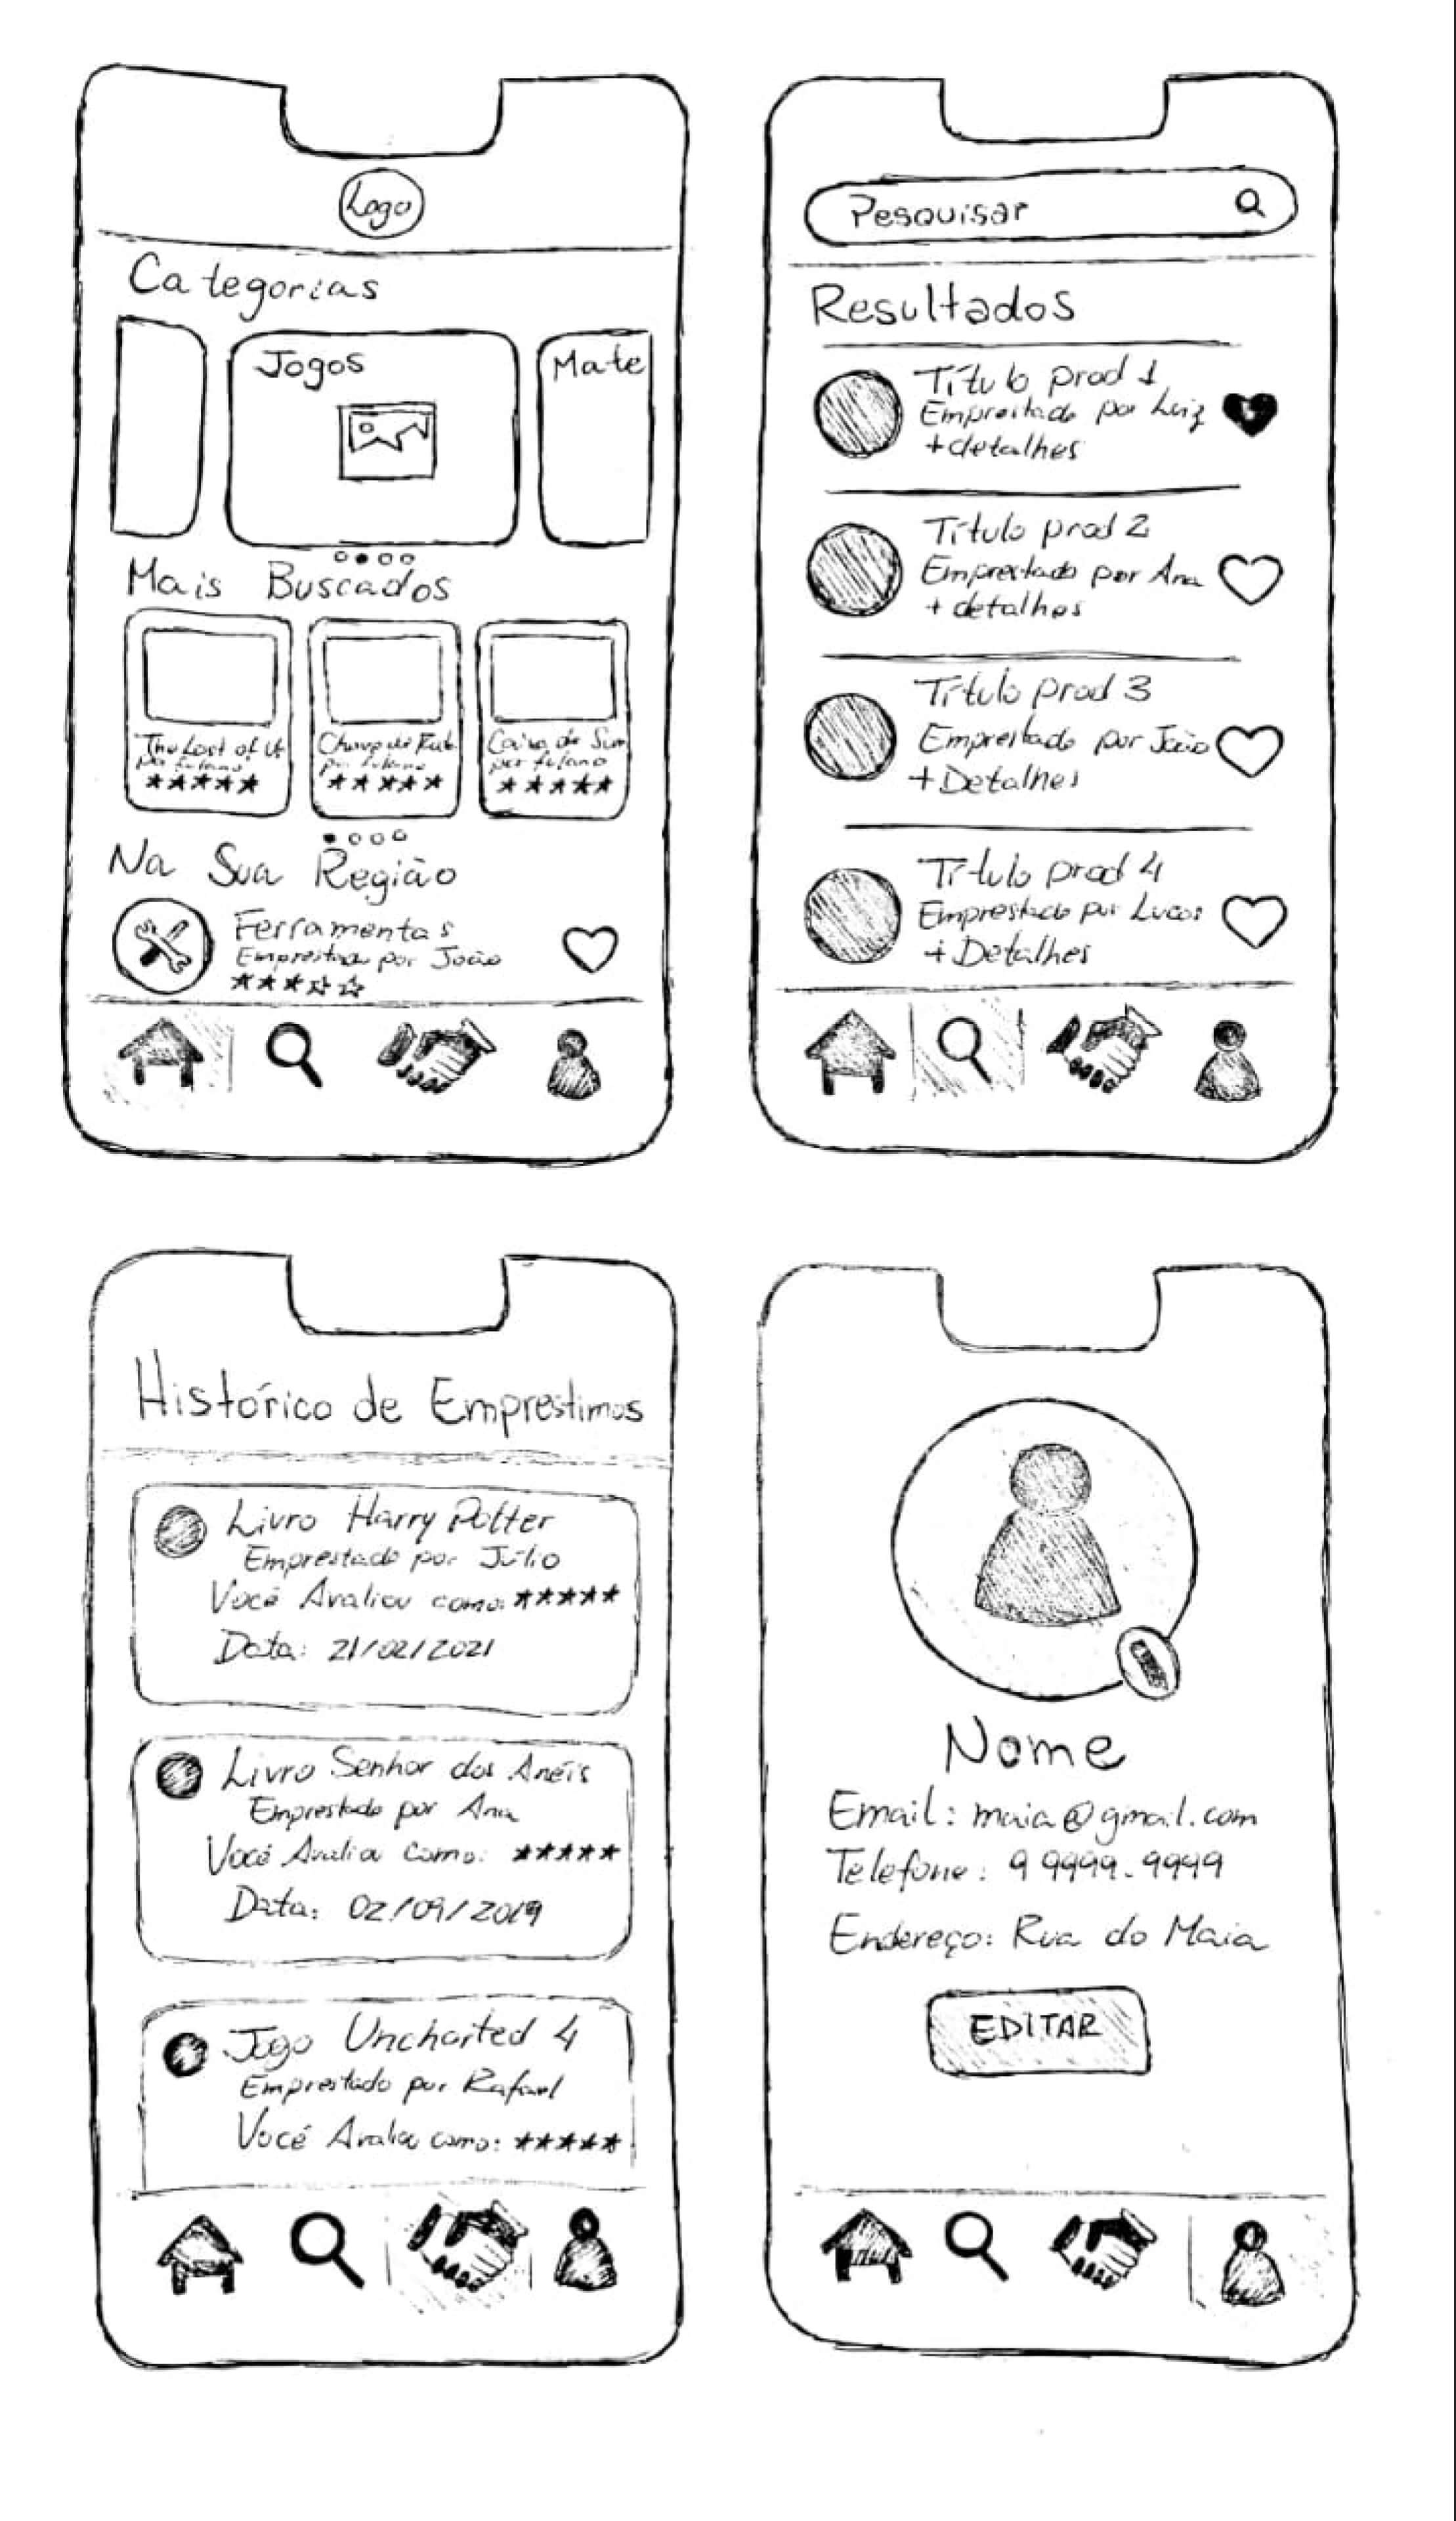 Logo
Categorias
Jogos
Mate
Mais Buscados
The Last of Us
por fulano
Chave de
por fulano
Caixa de Som
por fulano
Na Sua Região
Ferramentas
Emprestado por João
Pesquisar
Resultados
Título prod 1
Emprestado por Luiz
+detalhes
Título prod 2
Emprestado por Ana
+ detalhes
Título prod 3
Emprestado por João
+Detalhes
Título prod 4
Emprestado por Lucas
+ Detalhes
Histórico de Emprestimos
Livro Harry Potter
Emprestado por Júlio
Você Avaliou como: *****
Data: 21/02/2021
Livro Senhor dos Anéis
Emprestado por Ana
Você Avaliou Como: *****
Data: 02/09/2019
Jogo Uncharted 4
Emprestado por Rafael
Você Avaliou como: *****
Nome
Email: maia@gmail.com
Telefone: 9 9999-9999
Endereço: Rua do Maia
EDITAR